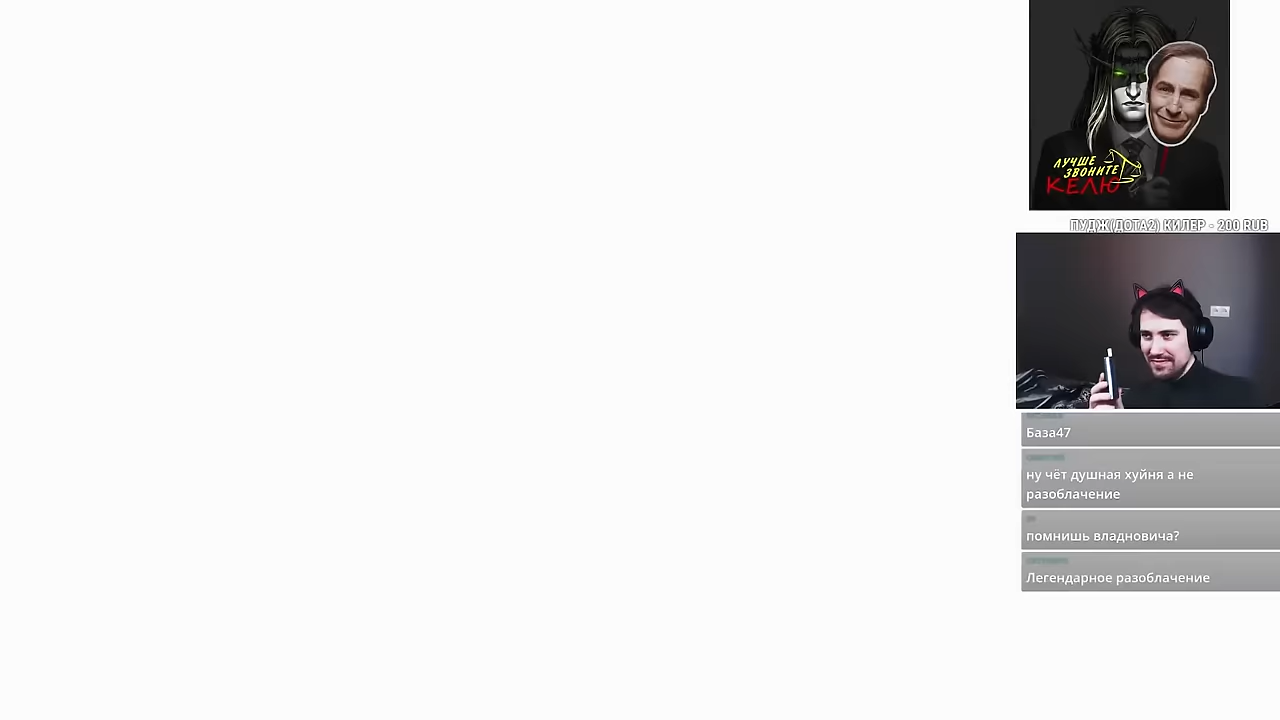 ЛУЧШЕ
ЗВОНИТЕ
КЕЛЮ
ПУДЖ(ДОТА2) КИЛЕР - 200 RUB
База47
ну чёт душная хуйня а не
разоблачение
помнишь владновича?
Легендарное разоблачение